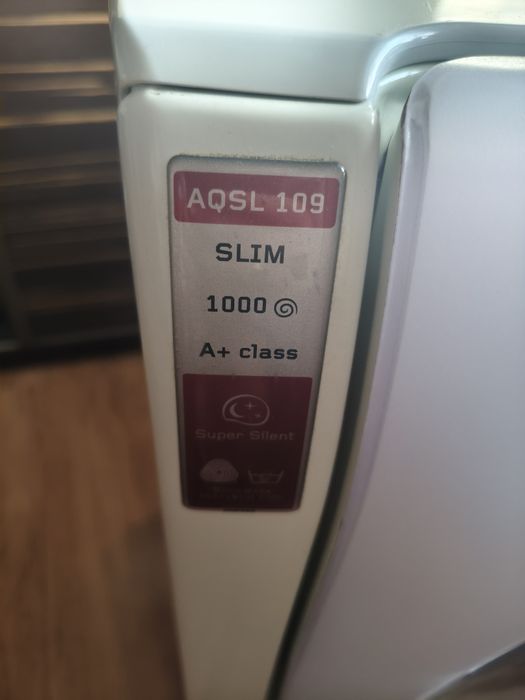 AQSL 109
SLIM
1000
A+ class
Super Silent